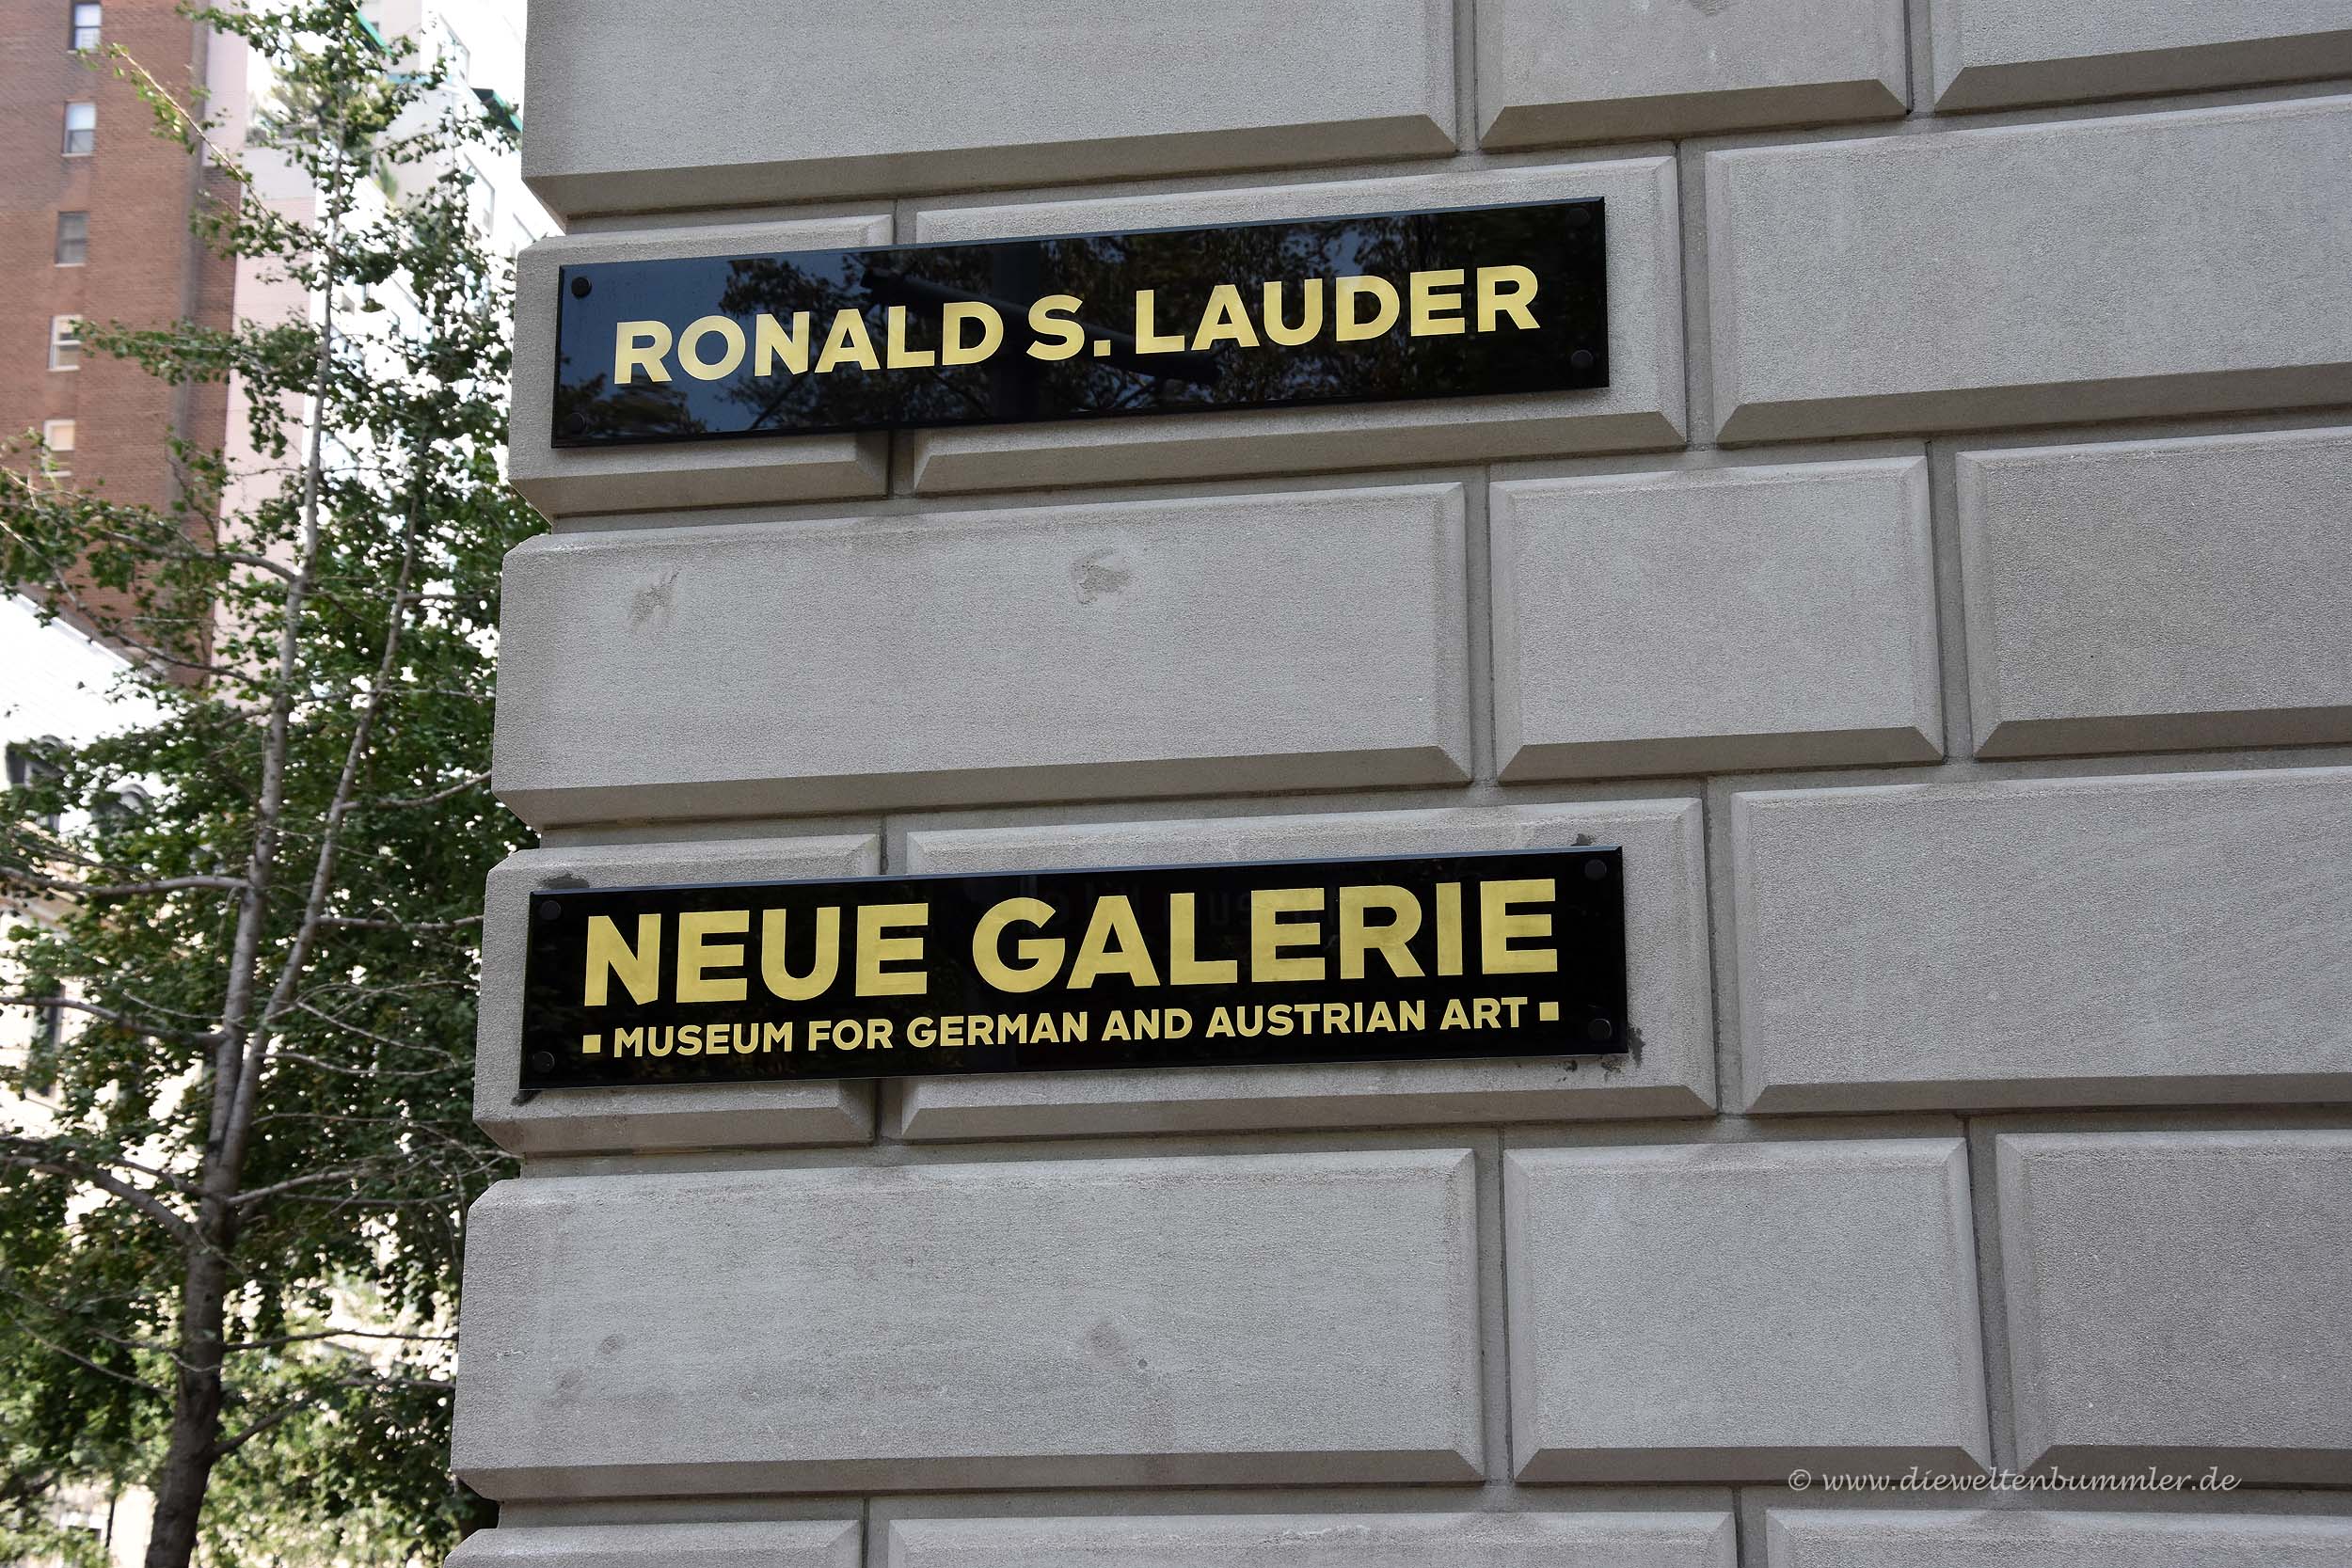 RONALD S. LAUDER
NEUE GALERIE
▪ MUSEUM FOR GERMAN AND AUSTRIAN ART ▪
© www.dieweltenbummler.de